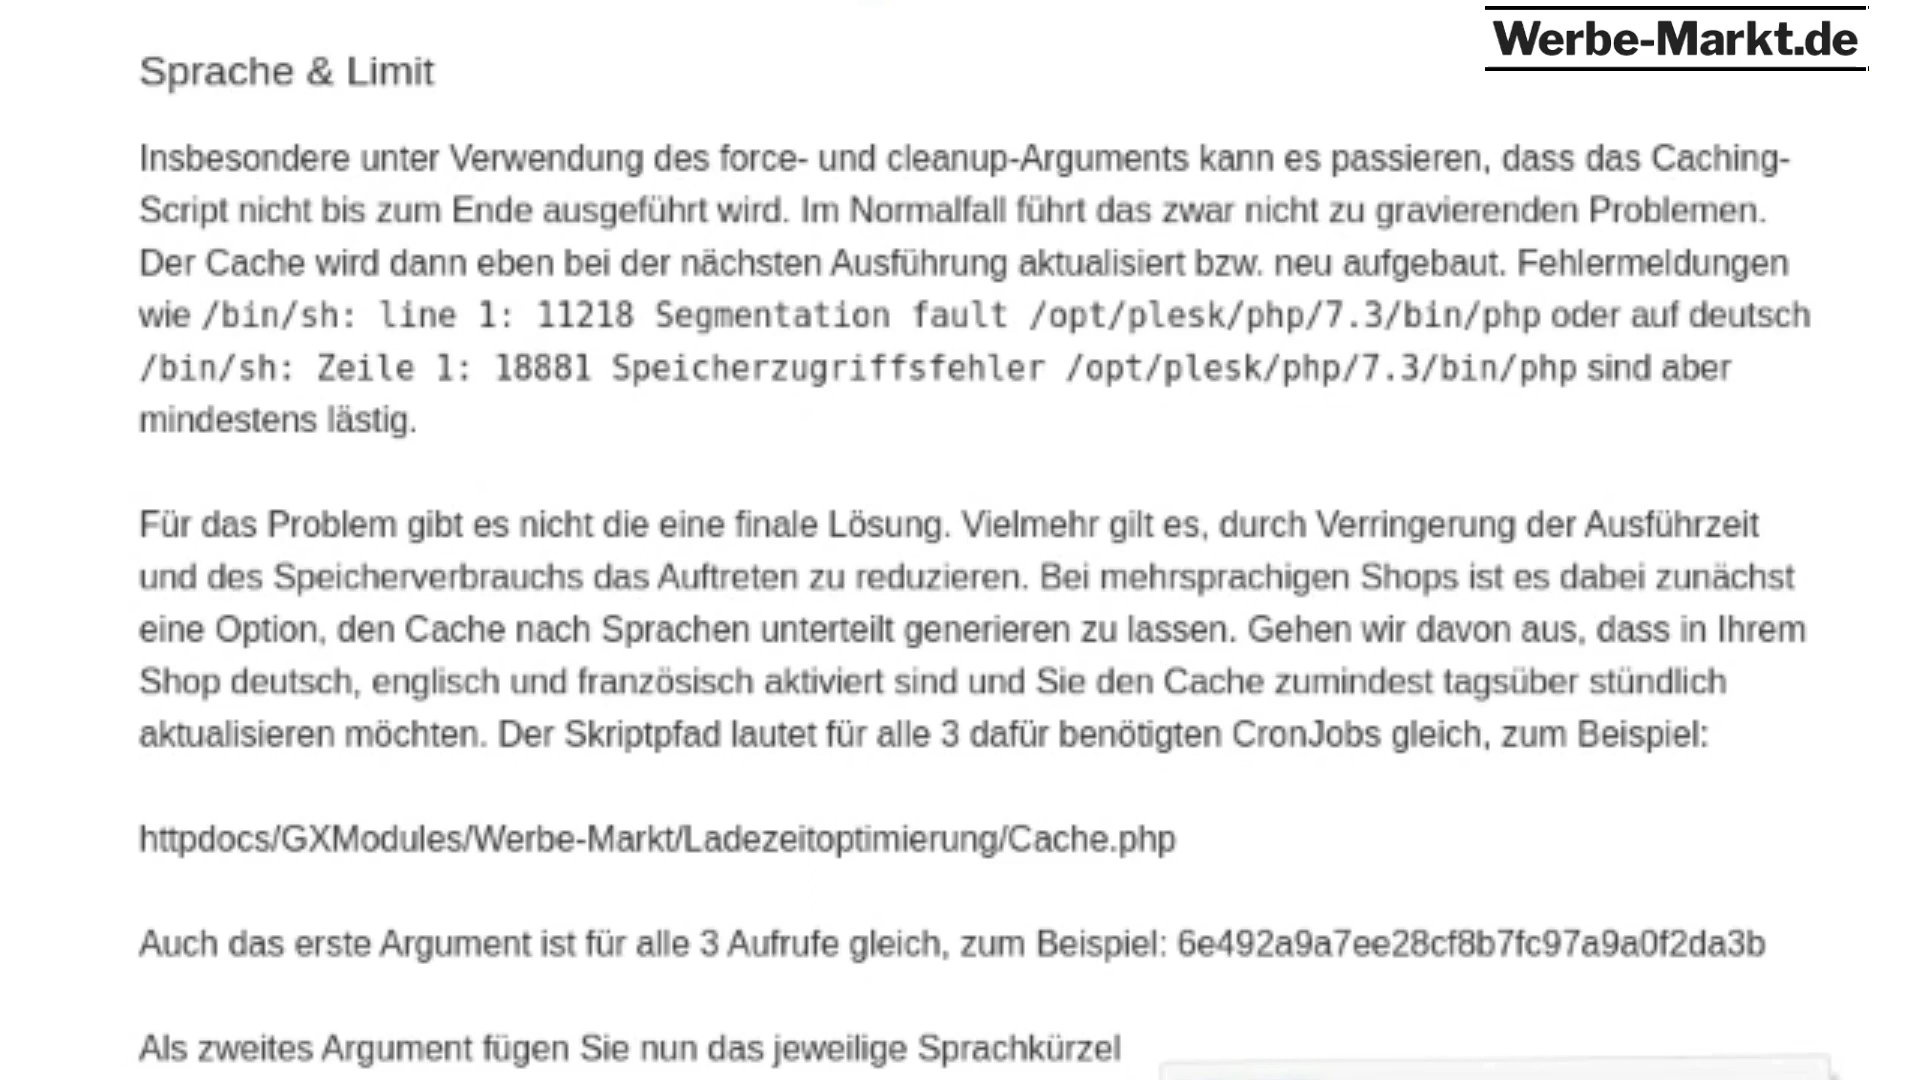 Werbe-Markt.de
Sprache & Limit
Insbesondere unter Verwendung des force- und cleanup-Arguments kann es passieren, dass das Caching-
Script nicht bis zum Ende ausgeführt wird. Im Normalfall führt das zwar nicht zu gravierenden Problemen.
Der Cache wird dann eben bei der nächsten Ausführung aktualisiert bzw. neu aufgebaut. Fehlermeldungen
wie /bin/sh: line 1: 11218 Segmentation fault /opt/plesk/php/7.3/bin/php oder auf deutsch
/bin/sh: Zeile 1: 18881 Speicherzugriffsfehler /opt/plesk/php/7.3/bin/php sind aber
mindestens lästig.
Für das Problem gibt es nicht die eine finale Lösung. Vielmehr gilt es, durch Verringerung der Ausführzeit
und des Speicherverbrauchs das Auftreten zu reduzieren. Bei mehrsprachigen Shops ist es dabei zunächst
eine Option, den Cache nach Sprachen unterteilt generieren zu lassen. Gehen wir davon aus, dass in Ihrem
Shop deutsch, englisch und französisch aktiviert sind und Sie den Cache zumindest tagsüber stündlich
aktualisieren möchten. Der Skriptpfad lautet für alle 3 dafür benötigten CronJobs gleich, zum Beispiel:
httpdocs/GXModules/Werbe-Markt/Ladezeitoptimierung/Cache.php
Auch das erste Argument ist für alle 3 Aufrufe gleich, zum Beispiel: 6e492a9a7ee28cf8b7fc97a9a0f2da3b
Als zweites Argument fügen Sie nun das jeweilige Sprachkürzel